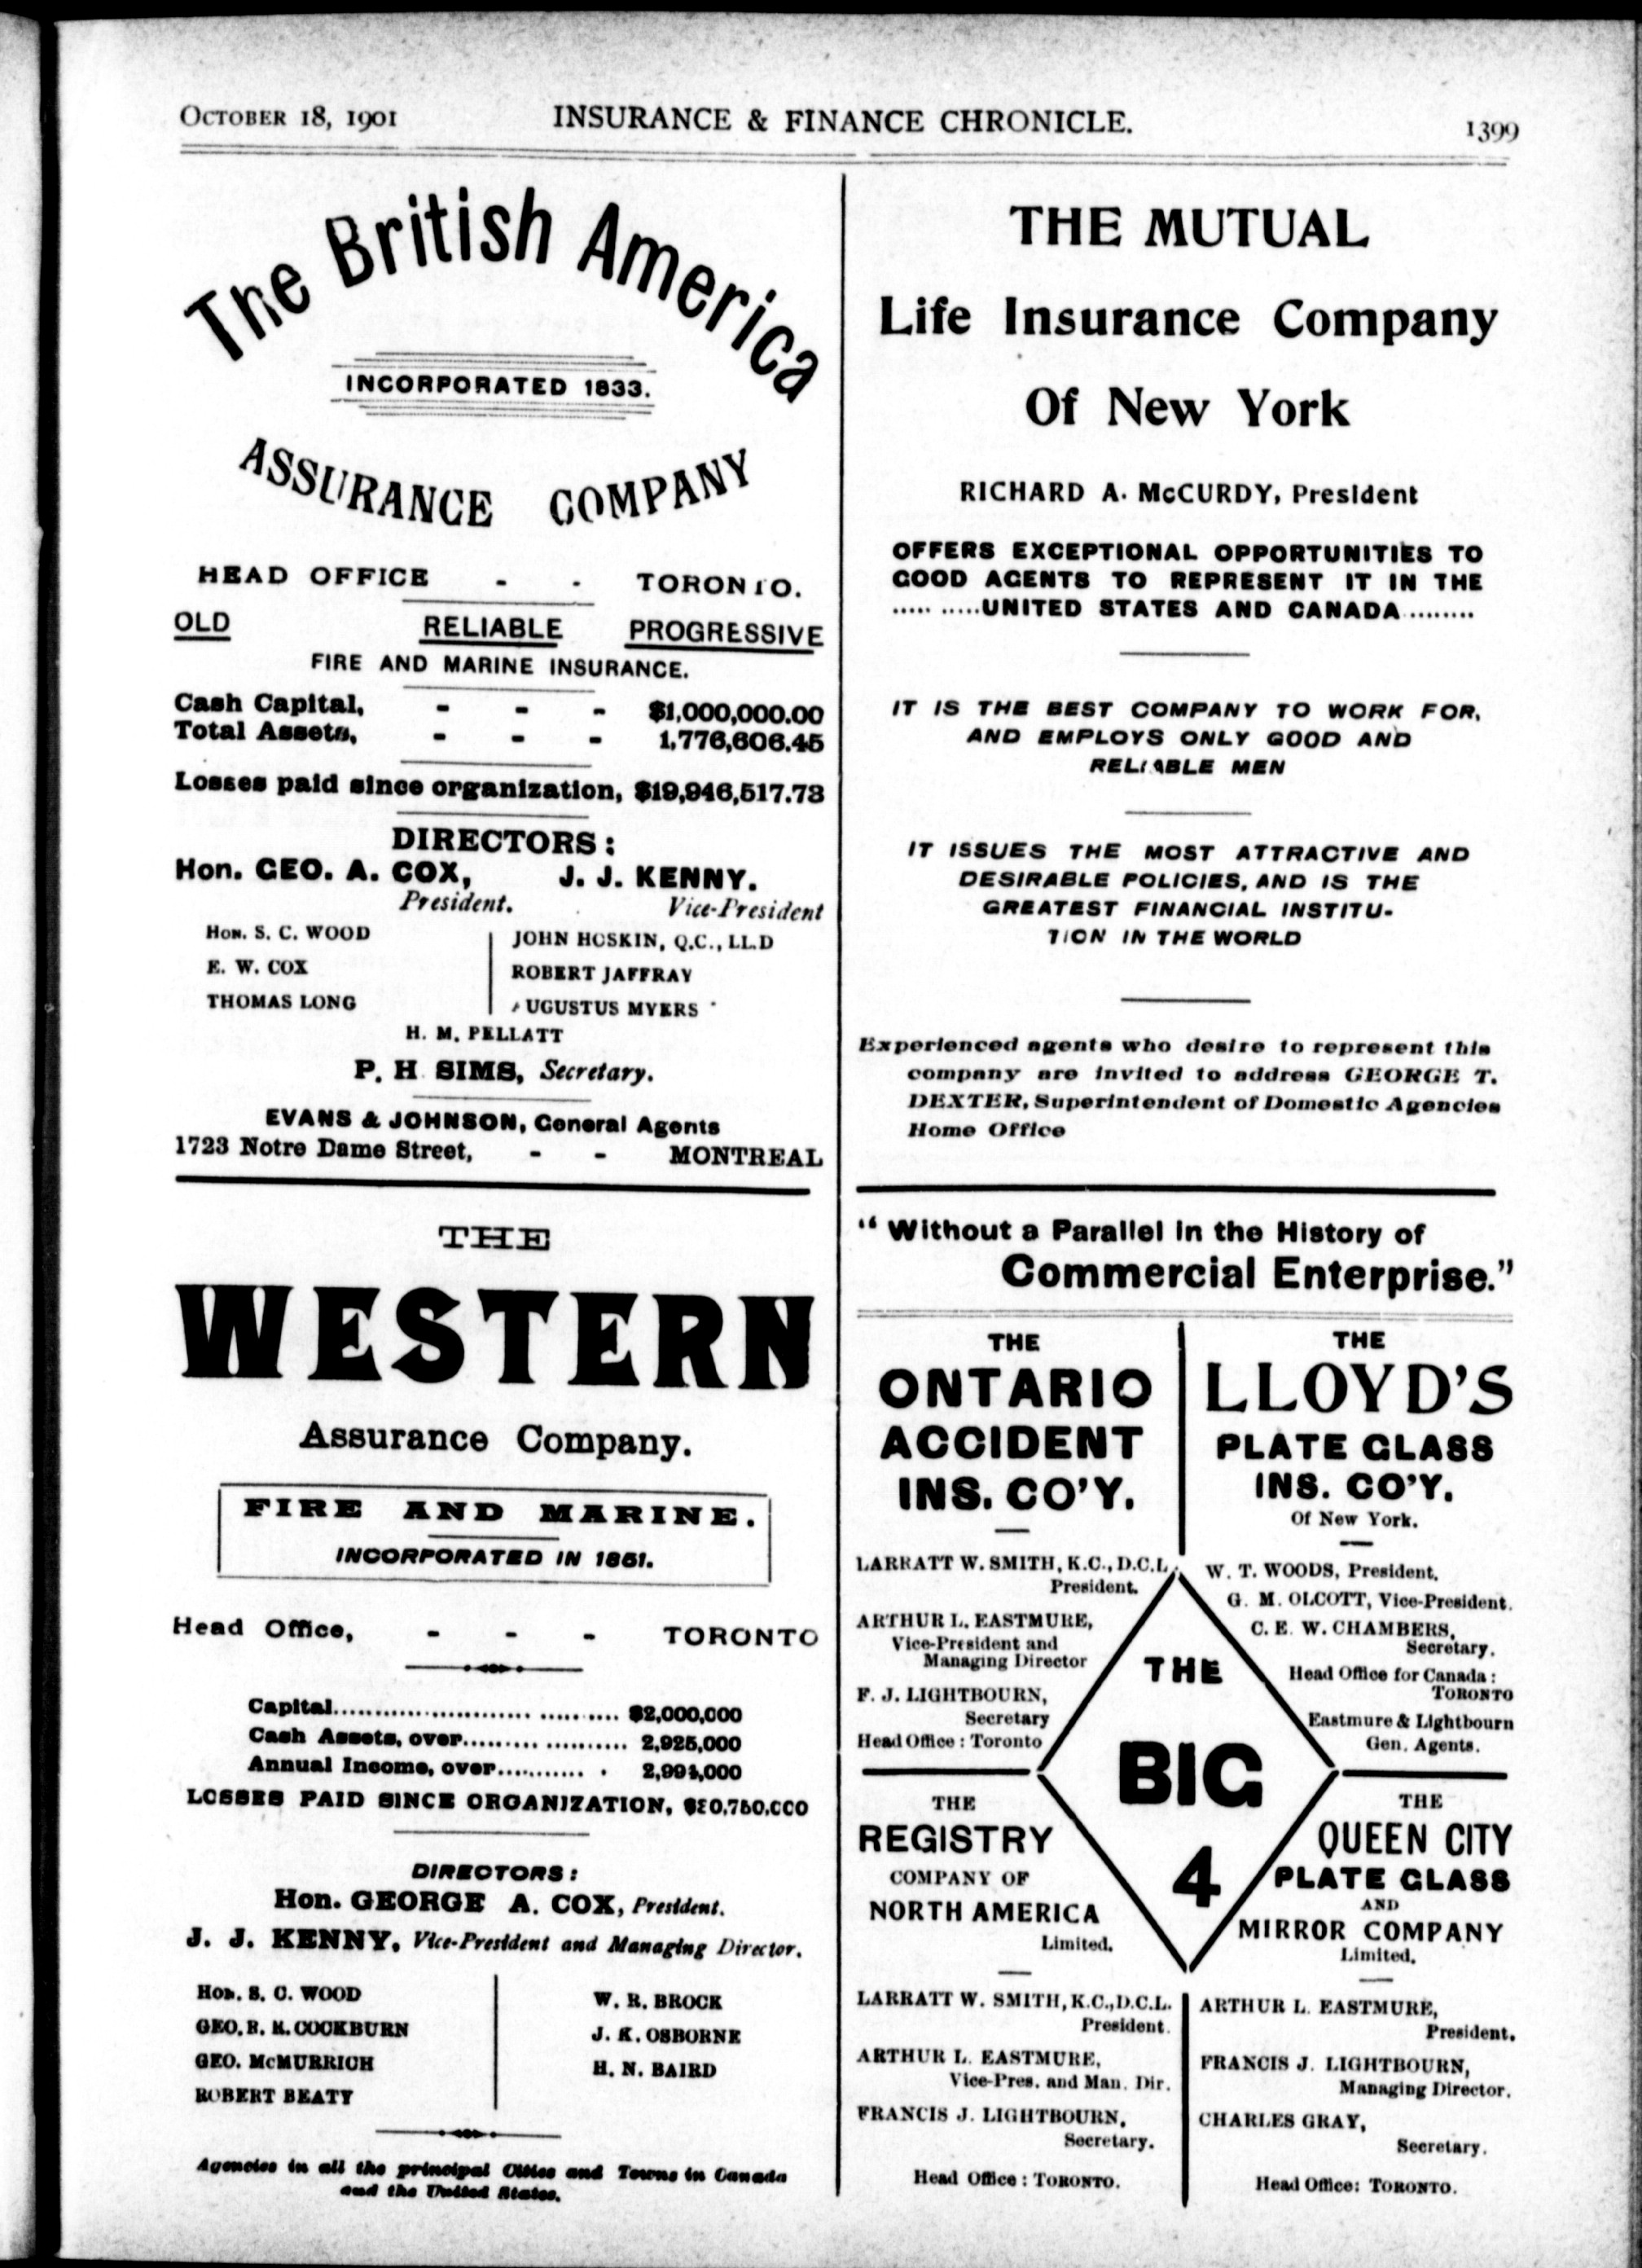 OCTOBER 18, 1901 INSURANCE & FINANCE CHRONICLE. 1399
The British America
INCORPORATED 1833.
ASSURANCE COMPANY
HEAD OFFICE - - TORONTO.
OLD RELIABLE PROGRESSIVE
FIRE AND MARINE INSURANCE.
Cash Capital, - - - $1,000,000.00
Total Assets, - - - 1,776,606.45
Losses paid since organization, $19,946,517.73
DIRECTORS:
Hon. GEO. A. COX, J. J. KENNY.
President. Vice-President
HON. S. C. WOOD JOHN HOSKIN, Q.C., LL.D
E. W. COX ROBERT JAFFRAY
THOMAS LONG AUGUSTUS MYERS
H. M. PELLATT
P. H. SIMS, Secretary.
EVANS & JOHNSON, General Agents
1723 Notre Dame Street, - - MONTREAL
THE
WESTERN
Assurance Company.
FIRE AND MARINE.
INCORPORATED IN 1851.
Head Office, - - - TORONTO
Capital.................................. $2,000,000
Cash Assets, over.................... 2,925,000
Annual Income, over............ 2,994,000
LOSSES PAID SINCE ORGANIZATION, $30,750,000
DIRECTORS:
Hon. GEORGE A. COX, President.
J. J. KENNY, Vice-President and Managing Director.
HON. S. C. WOOD W. R. BROCK
GEO. R. R. COCKBURN J. K. OSBORNE
GEO. McMURRICH H. N. BAIRD
ROBERT BEATY
Agencies in all the principal Cities and Towns in Canada
and the United States.
THE MUTUAL
Life Insurance Company
Of New York
RICHARD A. McCURDY, President
OFFERS EXCEPTIONAL OPPORTUNITIES TO
GOOD AGENTS TO REPRESENT IT IN THE
..........UNITED STATES AND CANADA........
IT IS THE BEST COMPANY TO WORK FOR,
AND EMPLOYS ONLY GOOD AND
RELIABLE MEN
IT ISSUES THE MOST ATTRACTIVE AND
DESIRABLE POLICIES, AND IS THE
GREATEST FINANCIAL INSTITU-
TION IN THE WORLD
Experienced agents who desire to represent this
company are invited to address GEORGE T.
DEXTER, Superintendent of Domestic Agencies
Home Office
"Without a Parallel in the History of
Commercial Enterprise."
THE
ONTARIO
ACCIDENT
INS. CO'Y.
LARRATT W. SMITH, K.C., D.C.L.
President.
ARTHUR L. EASTMURE,
Vice-President and
Managing Director
F. J. LIGHTBOURN,
Secretary
Head Office: Toronto
THE
LLOYD'S
PLATE GLASS
INS. CO'Y.
Of New York.
W. T. WOODS, President.
G. M. OLCOTT, Vice-President.
C. E. W. CHAMBERS,
Secretary.
Head Office for Canada:
TORONTO
Eastmure & Lightbourn
Gen. Agents.
THE
BIG
4
THE
REGISTRY
COMPANY OF
NORTH AMERICA
Limited.
LARRATT W. SMITH, K.C., D.C.L.
President.
ARTHUR L. EASTMURE,
Vice-Pres. and Man. Dir.
FRANCIS J. LIGHTBOURN,
Secretary.
Head Office: TORONTO.
THE
QUEEN CITY
PLATE GLASS
AND
MIRROR COMPANY
Limited.
ARTHUR L. EASTMURE,
President.
FRANCIS J. LIGHTBOURN,
Managing Director.
CHARLES GRAY,
Secretary.
Head Office: TORONTO.